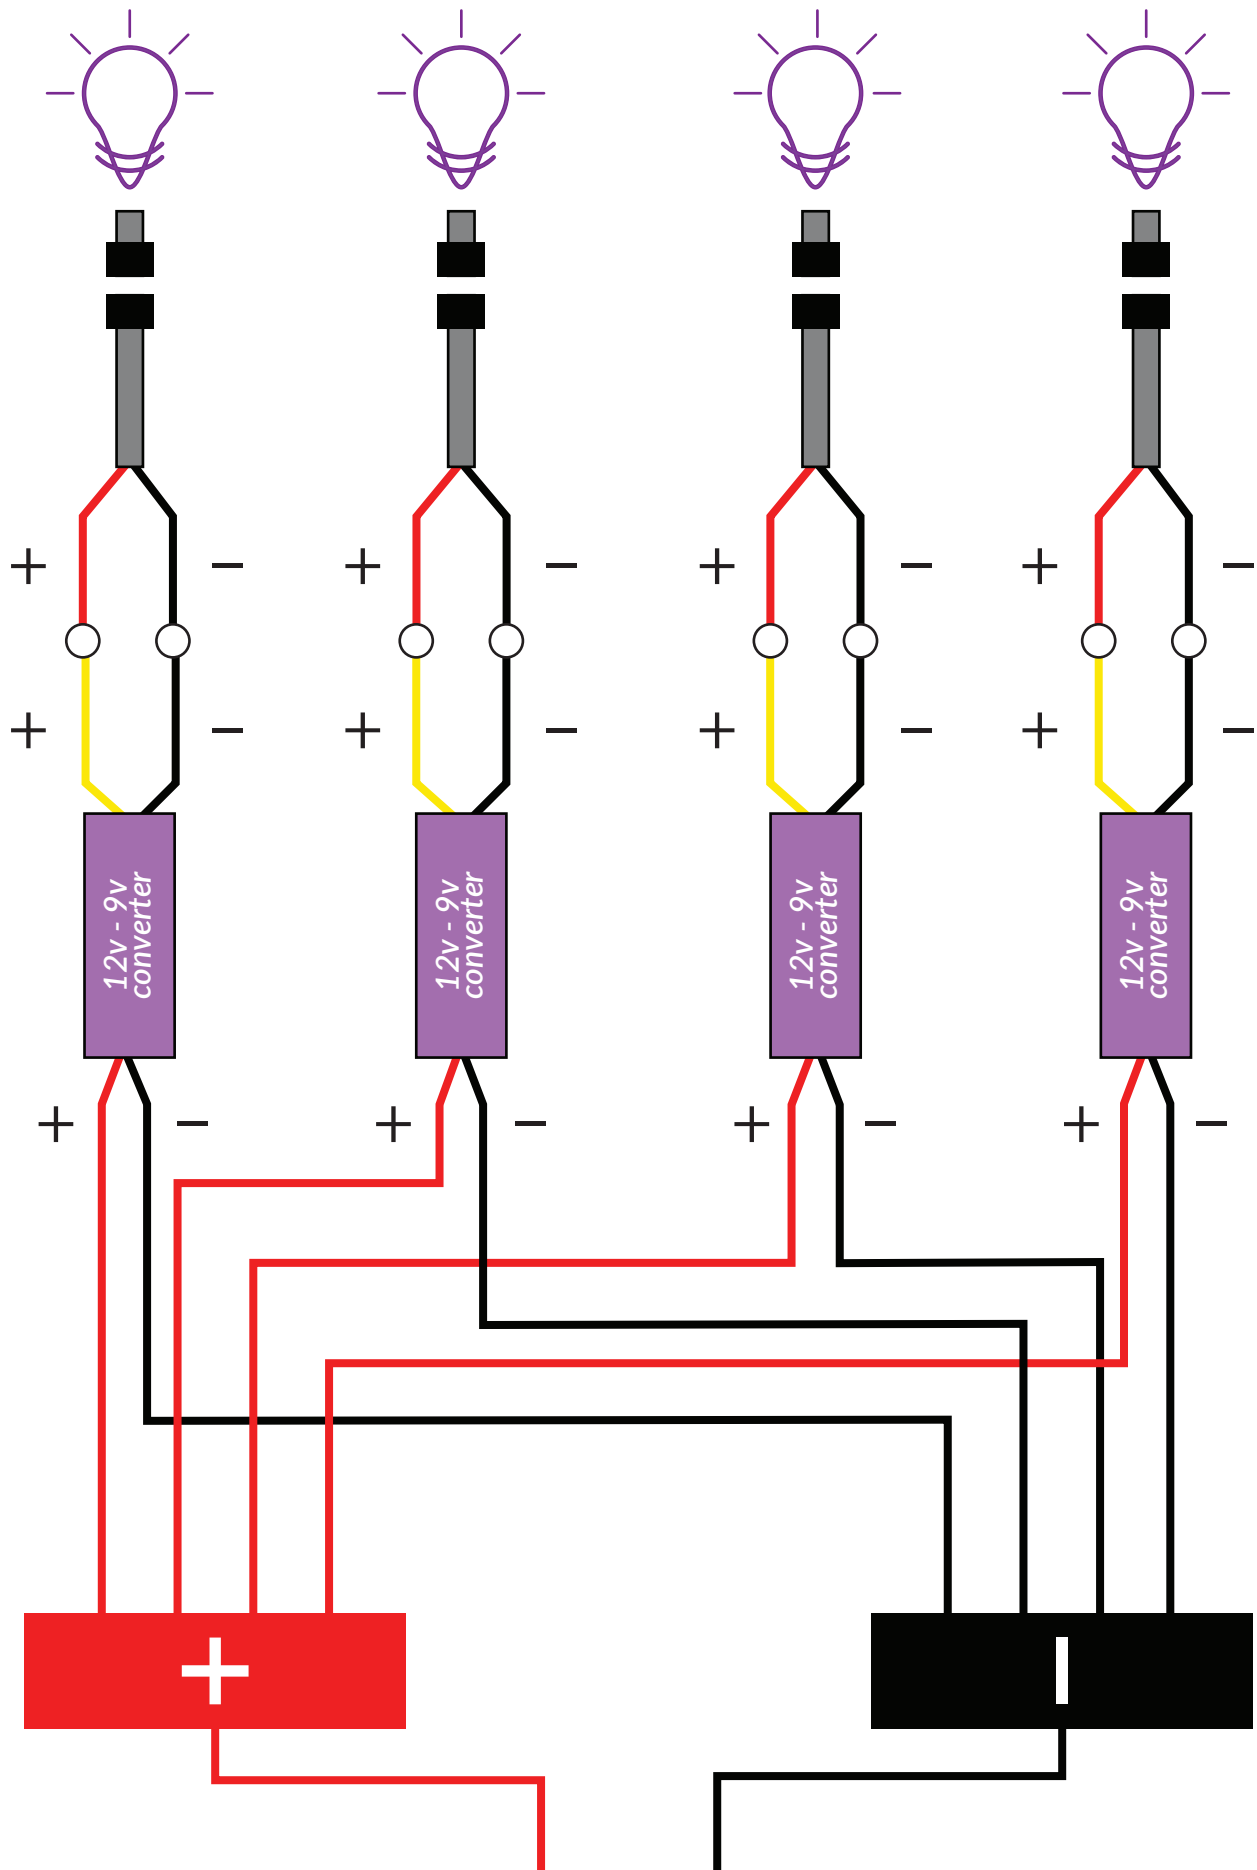 + − + − + − + −
+ − + − + − + −
12v - 9v
converter
12v - 9v
converter
12v - 9v
converter
12v - 9v
converter
+ − + − + − + −
+ |